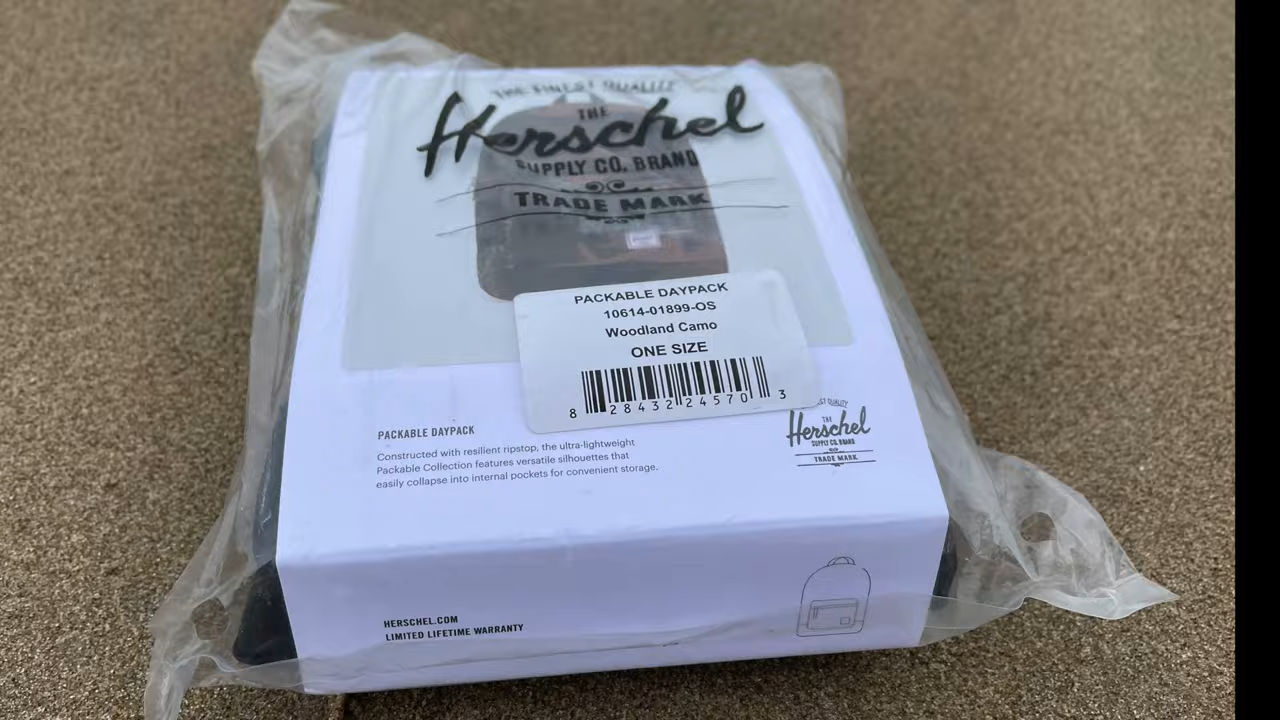 THE FINEST QUALITY
THE
Herschel
SUPPLY CO. BRAND
TRADE MARK
PACKABLE DAYPACK
10614-01899-OS
Woodland Camo
ONE SIZE
8 28432 24570 3
PACKABLE DAYPACK
Constructed with resilient ripstop, the ultra-lightweight
Packable Collection features versatile silhouettes that
easily collapse into internal pockets for convenient storage.
QUALITY
THE
Herschel
SUPPLY CO. BRAND
TRADE MARK
HERSCHEL.COM
LIMITED LIFETIME WARRANTY